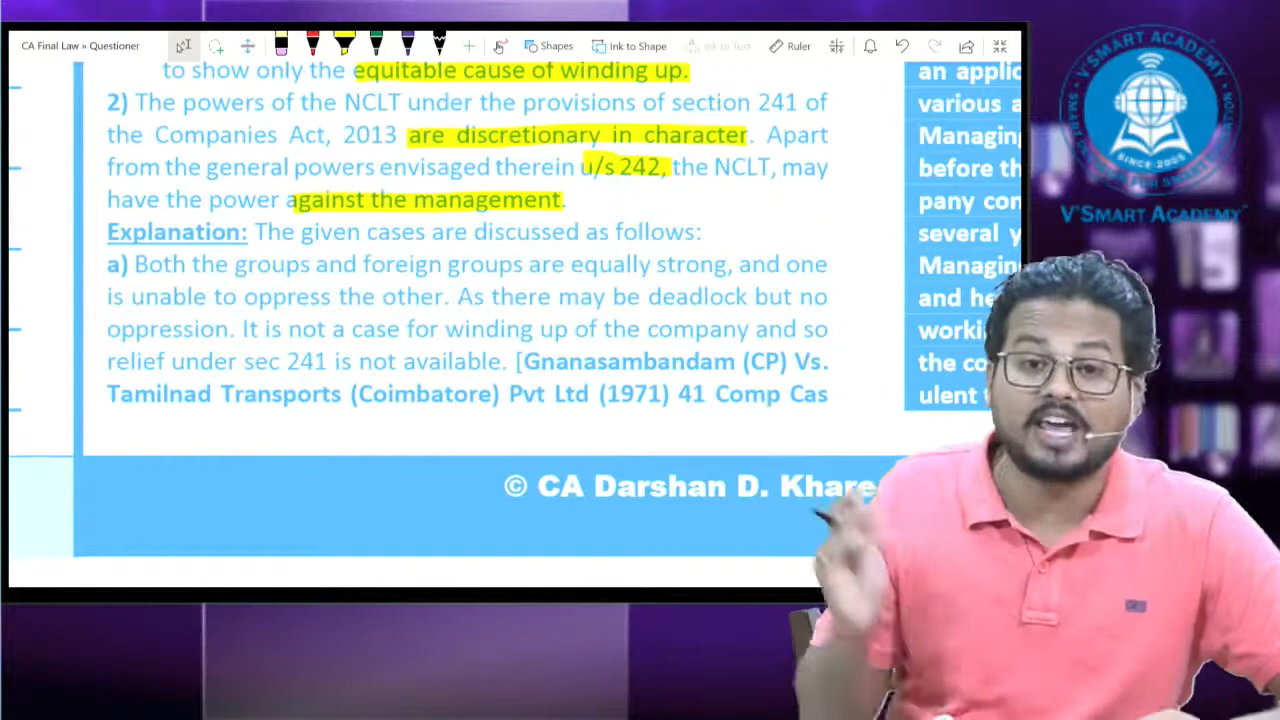 CA Final Law » Questioner
Shapes
Ink to Shape
Ink to Text
Ruler
to show only the equitable cause of winding up.
2) The powers of the NCLT under the provisions of section 241 of
the Companies Act, 2013 are discretionary in character. Apart
from the general powers envisaged therein u/s 242, the NCLT, may
have the power against the management.
Explanation: The given cases are discussed as follows:
a) Both the groups and foreign groups are equally strong, and one
is unable to oppress the other. As there may be deadlock but no
oppression. It is not a case for winding up of the company and so
relief under sec 241 is not available. [Gnanasambandam (CP) Vs.
Tamilnad Transports (Coimbatore) Pvt Ltd (1971) 41 Comp Cas
© CA Darshan D. Khare
an applic
various a
Managing
before th
pany con
several y
Managin
and he
worki
the co
ulent
V'SMART ACADEMY
SINCE 2005
V'SMART ACADEMY